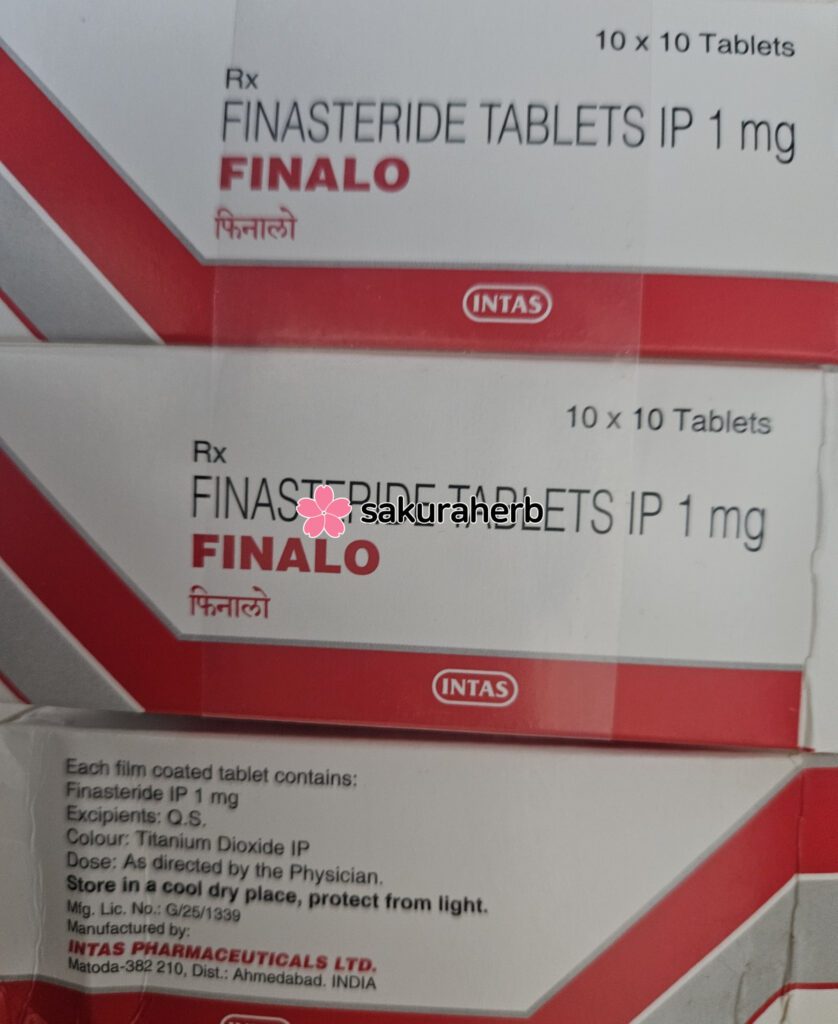 10 x 10 Tablets
Rx
FINASTERIDE TABLETS IP 1 mg
FINALO
फिनालो
INTAS
10 x 10 Tablets
Rx
FINASTERIDE TABLETS IP 1 mg
sakuraherb
FINALO
फिनालो
INTAS
Each film coated tablet contains:
Finasteride IP 1 mg
Excipients: Q.S.
Colour: Titanium Dioxide IP
Dose: As directed by the Physician.
Store in a cool dry place, protect from light.
Mfg. Lic. No.: G/25/1339
Manufactured by:
INTAS PHARMACEUTICALS LTD.
Matoda-382 210, Dist.: Ahmedabad. INDIA